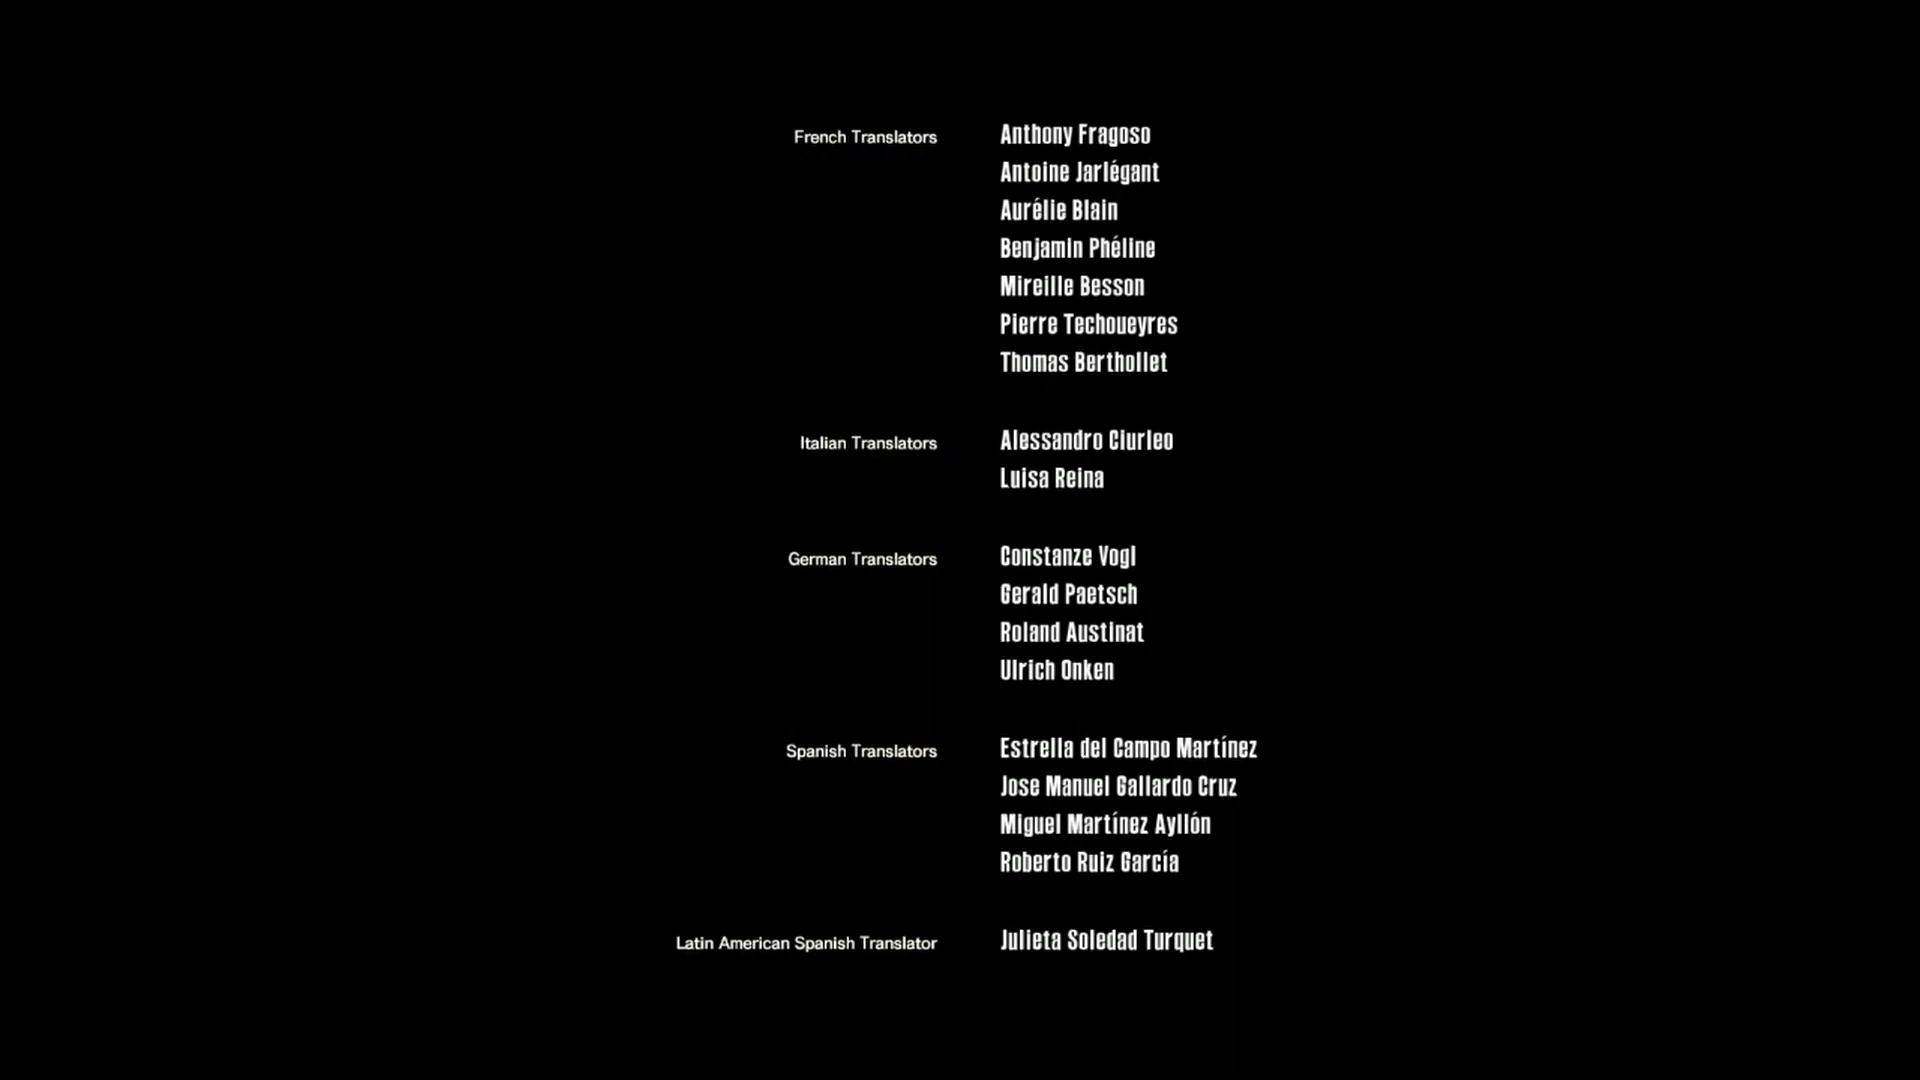 French Translators Anthony Fragoso
Antoine Jarlégant
Aurélie Blain
Benjamin Phéline
Mireille Besson
Pierre Techoueyres
Thomas Berthollet
Italian Translators Alessandro Ciurleo
Luisa Reina
German Translators Constanze Vogl
Gerald Paetsch
Roland Austinat
Ulrich Onken
Spanish Translators Estrella del Campo Martínez
Jose Manuel Gallardo Cruz
Miguel Martínez Ayllón
Roberto Ruiz García
Latin American Spanish Translator Julieta Soledad Turquet